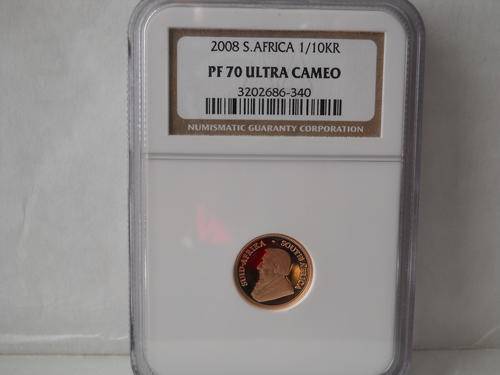 2008 S.AFRICA 1/10KR
PF 70 ULTRA CAMEO
3202686-340
NUMISMATIC GUARANTY CORPORATION
SUID-AFRIKA • SOUTH AFRICA